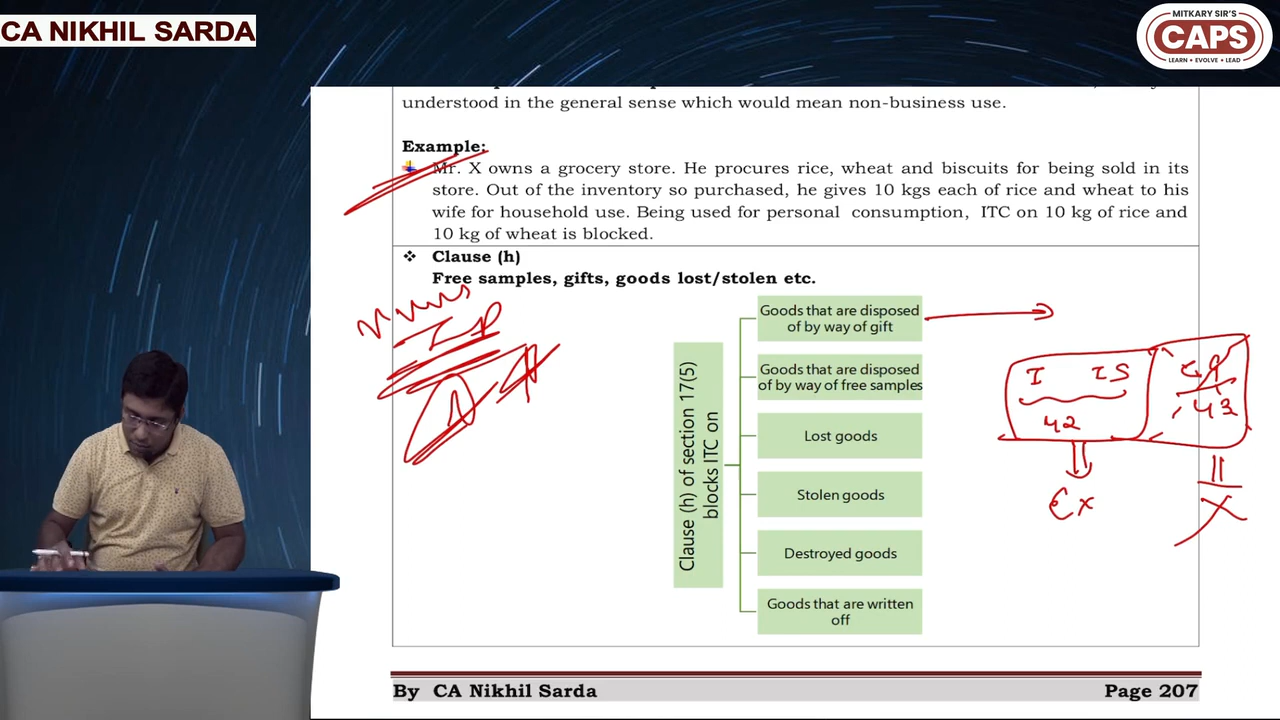 CA NIKHIL SARDA
MITKARY SIR'S
CAPS
LEARN • EVOLVE • LEAD
understood in the general sense which would mean non-business use.
Example:
Mr. X owns a grocery store. He procures rice, wheat and biscuits for being sold in its
store. Out of the inventory so purchased, he gives 10 kgs each of rice and wheat to his
wife for household use. Being used for personal consumption, ITC on 10 kg of rice and
10 kg of wheat is blocked.
❖ Clause (h)
Free samples, gifts, goods lost/stolen etc.
Clause (h) of section 17(5)
blocks ITC on
Goods that are disposed
of by way of gift
Goods that are disposed
of by way of free samples
Lost goods
Stolen goods
Destroyed goods
Goods that are written
off
I IS
42
43
Ex
By CA Nikhil Sarda
Page 207